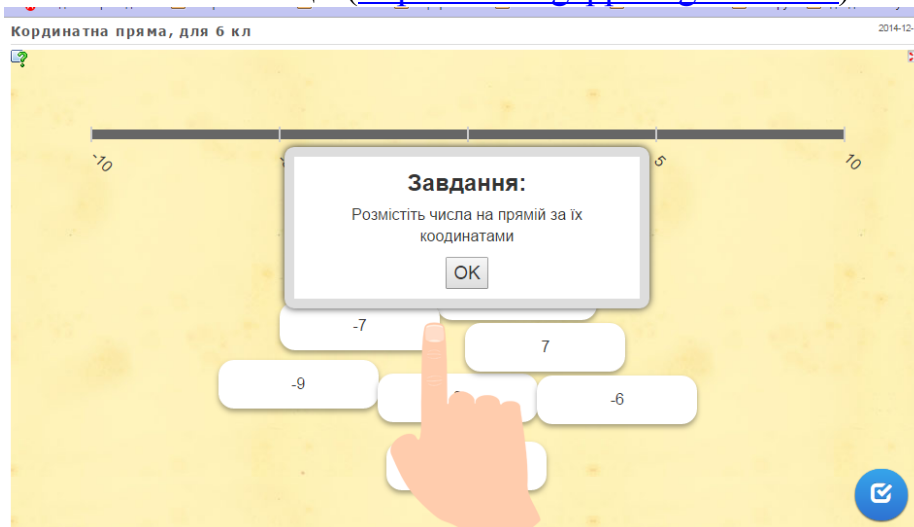 Кординатна пряма, для 6 кл
2014-12-
-10
5
10
Завдання:
Розмістіть числа на прямій за їх
коодинатами
OK
-7
7
-9
-6